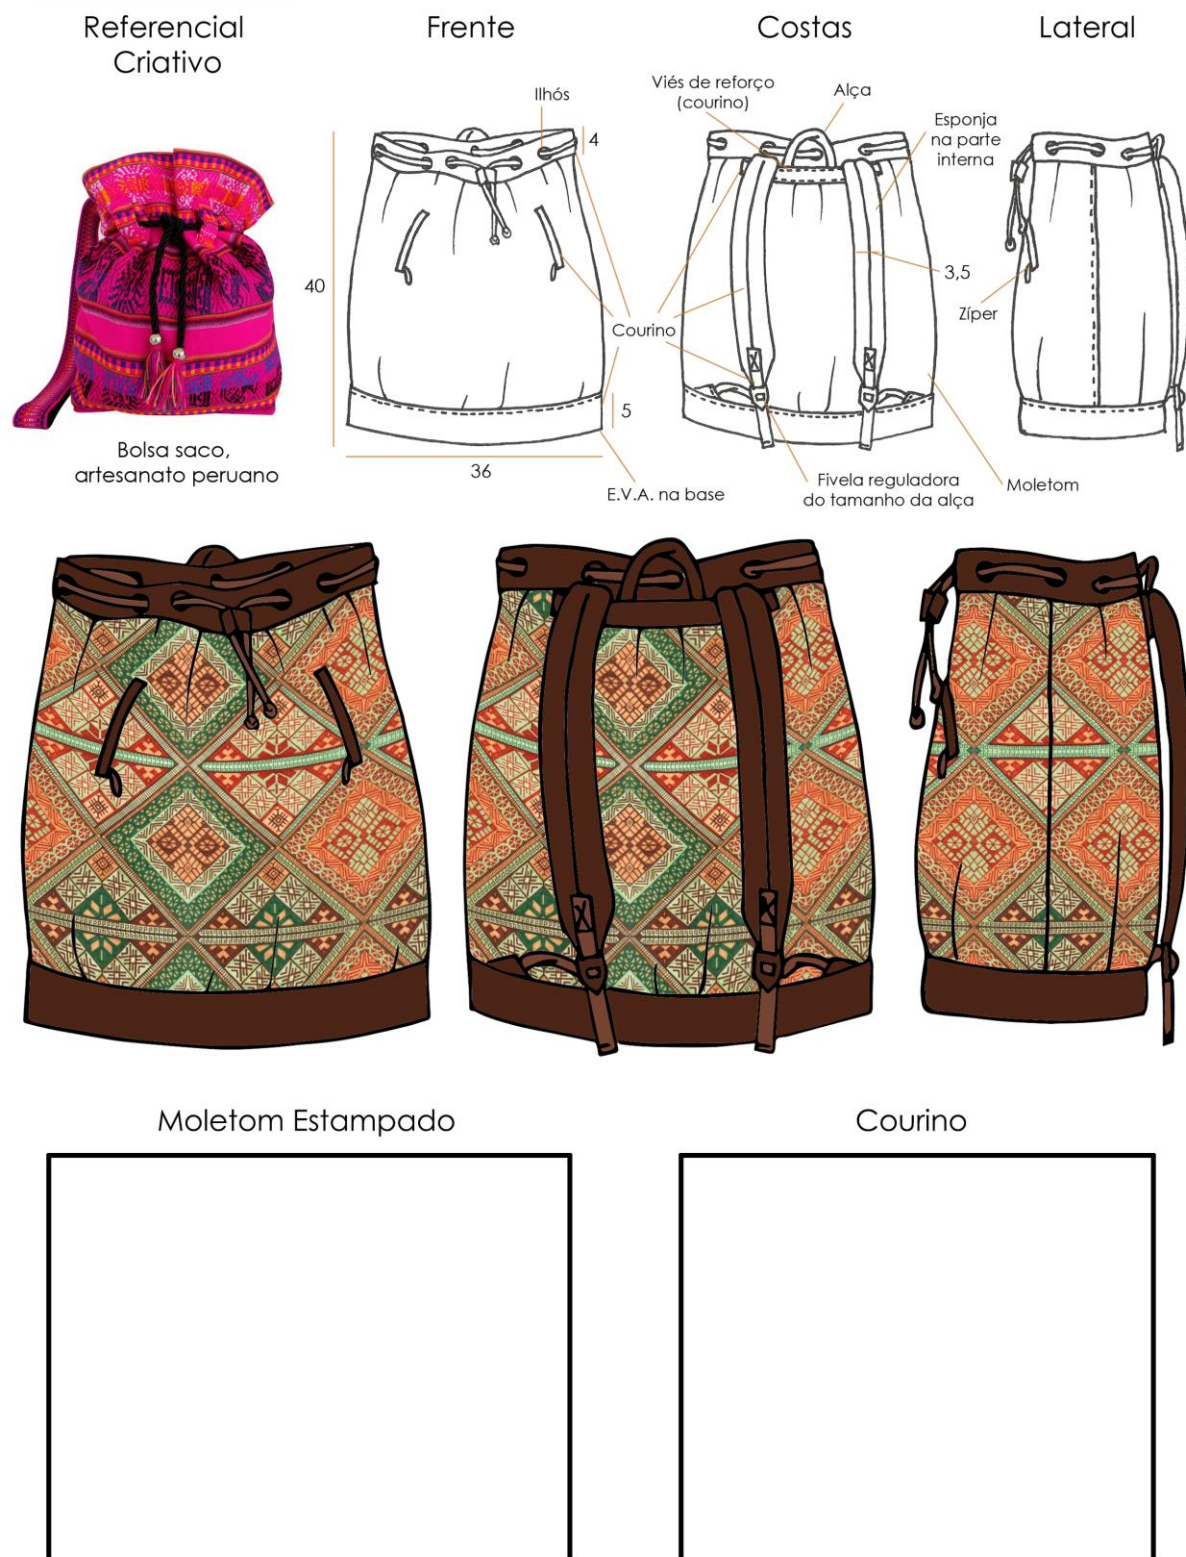 Referencial
Criativo
Frente
Costas
Lateral
Ilhós
4
40
36
5
Courino
E.V.A. na base
Viés de reforço
(courino)
Alça
Esponja
na parte
interna
3,5
Zíper
Fivela reguladora
do tamanho da alça
Moletom
Bolsa saco,
artesanato peruano
Moletom Estampado
Courino